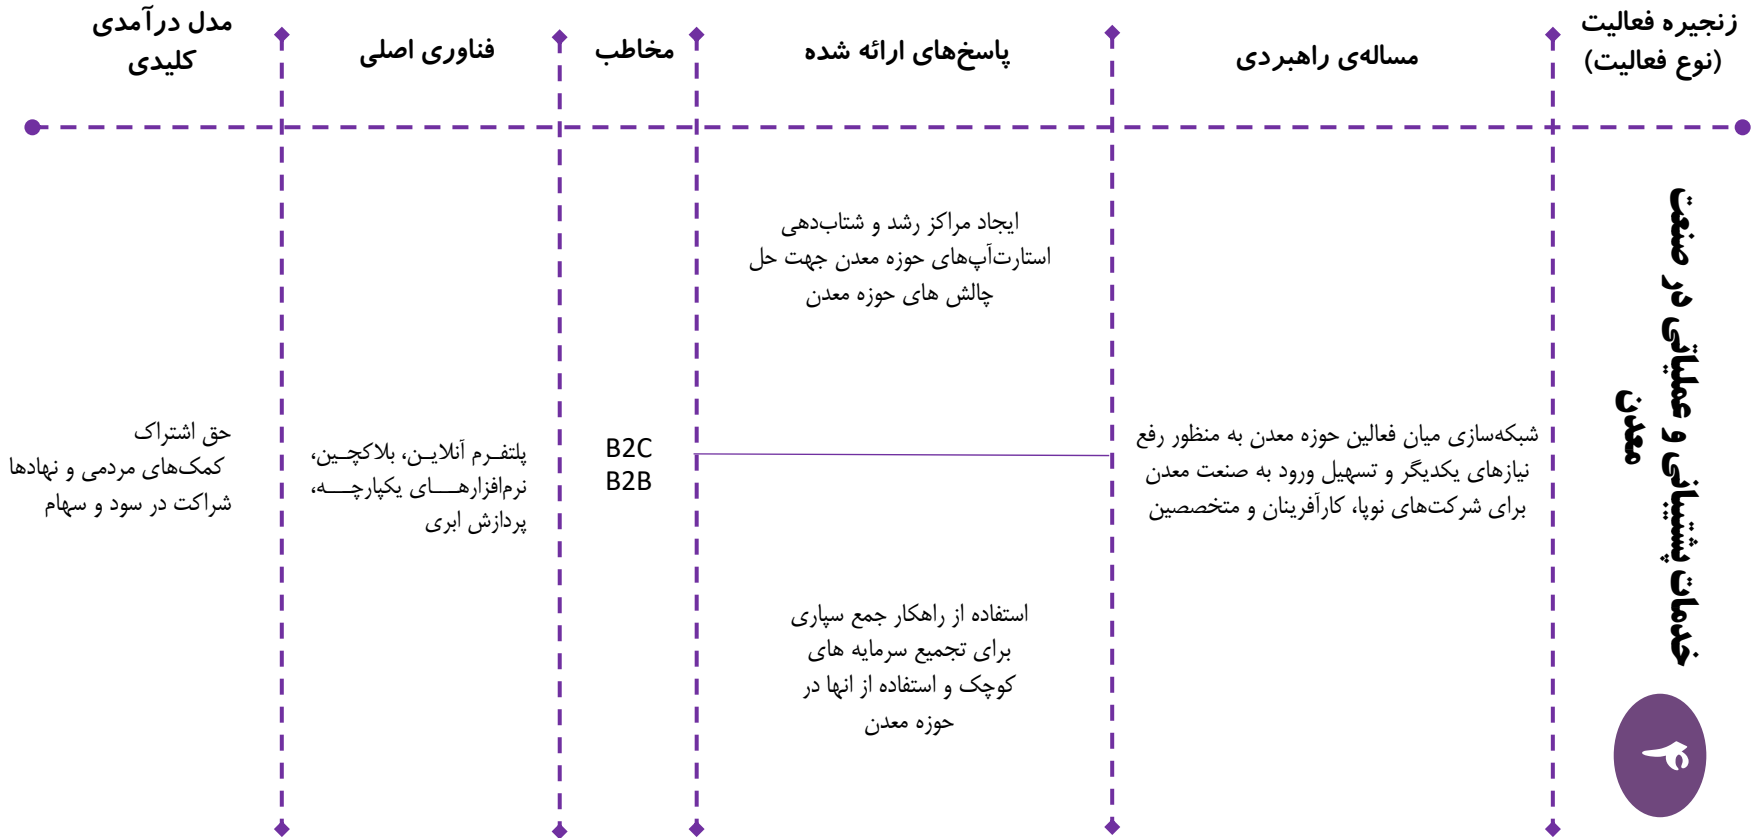 زنجیره فعالیت
(نوع فعالیت)
مساله‌ی راهبردی
پاسخ‌های ارائه شده
مخاطب
فناوری اصلی
مدل درآمدی
کلیدی
خدمات پشتیبانی و عملیاتی در صنعت
معدن
۴
شبکه‌سازی میان فعالین حوزه معدن به منظور رفع
نیازهای یکدیگر و تسهیل ورود به صنعت معدن
برای شرکت‌های نوپا، کارآفرینان و متخصصین
ایجاد مراکز رشد و شتاب‌دهی
استارت‌آپ‌های حوزه معدن جهت حل
چالش های حوزه معدن
استفاده از راهکار جمع سپاری
برای تجمیع سرمایه های
کوچک و استفاده از انها در
حوزه معدن
B2C
B2B
پلتفـرم آنلایـن، بلاکچـین،
نرم‌افزارهــای یکپارچــه،
پردازش ابری
حق اشتراک
کمک‌های مردمی و نهادها
شراکت در سود و سهام